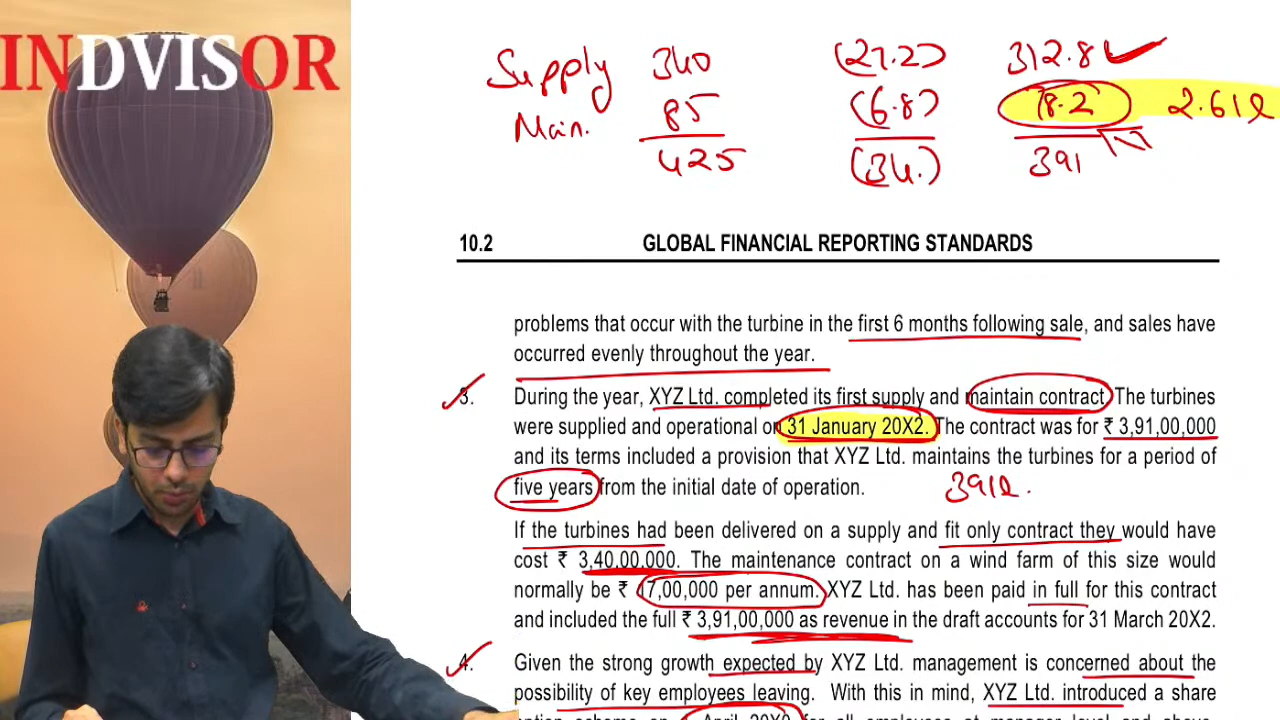 INDVISOR
Supply 340 (27.2) 312.8
Main. 85 (6.8) 78.2 2.61l
425 (34.) 391
10.2 GLOBAL FINANCIAL REPORTING STANDARDS
problems that occur with the turbine in the first 6 months following sale, and sales have
occurred evenly throughout the year.
3. During the year, XYZ Ltd. completed its first supply and maintain contract. The turbines
were supplied and operational on 31 January 20X2. The contract was for ₹ 3,91,00,000
and its terms included a provision that XYZ Ltd. maintains the turbines for a period of
five years from the initial date of operation. 391l.
If the turbines had been delivered on a supply and fit only contract they would have
cost ₹ 3,40,00,000. The maintenance contract on a wind farm of this size would
normally be ₹ 17,00,000 per annum. XYZ Ltd. has been paid in full for this contract
and included the full ₹ 3,91,00,000 as revenue in the draft accounts for 31 March 20X2.
4. Given the strong growth expected by XYZ Ltd. management is concerned about the
possibility of key employees leaving. With this in mind, XYZ Ltd. introduced a share